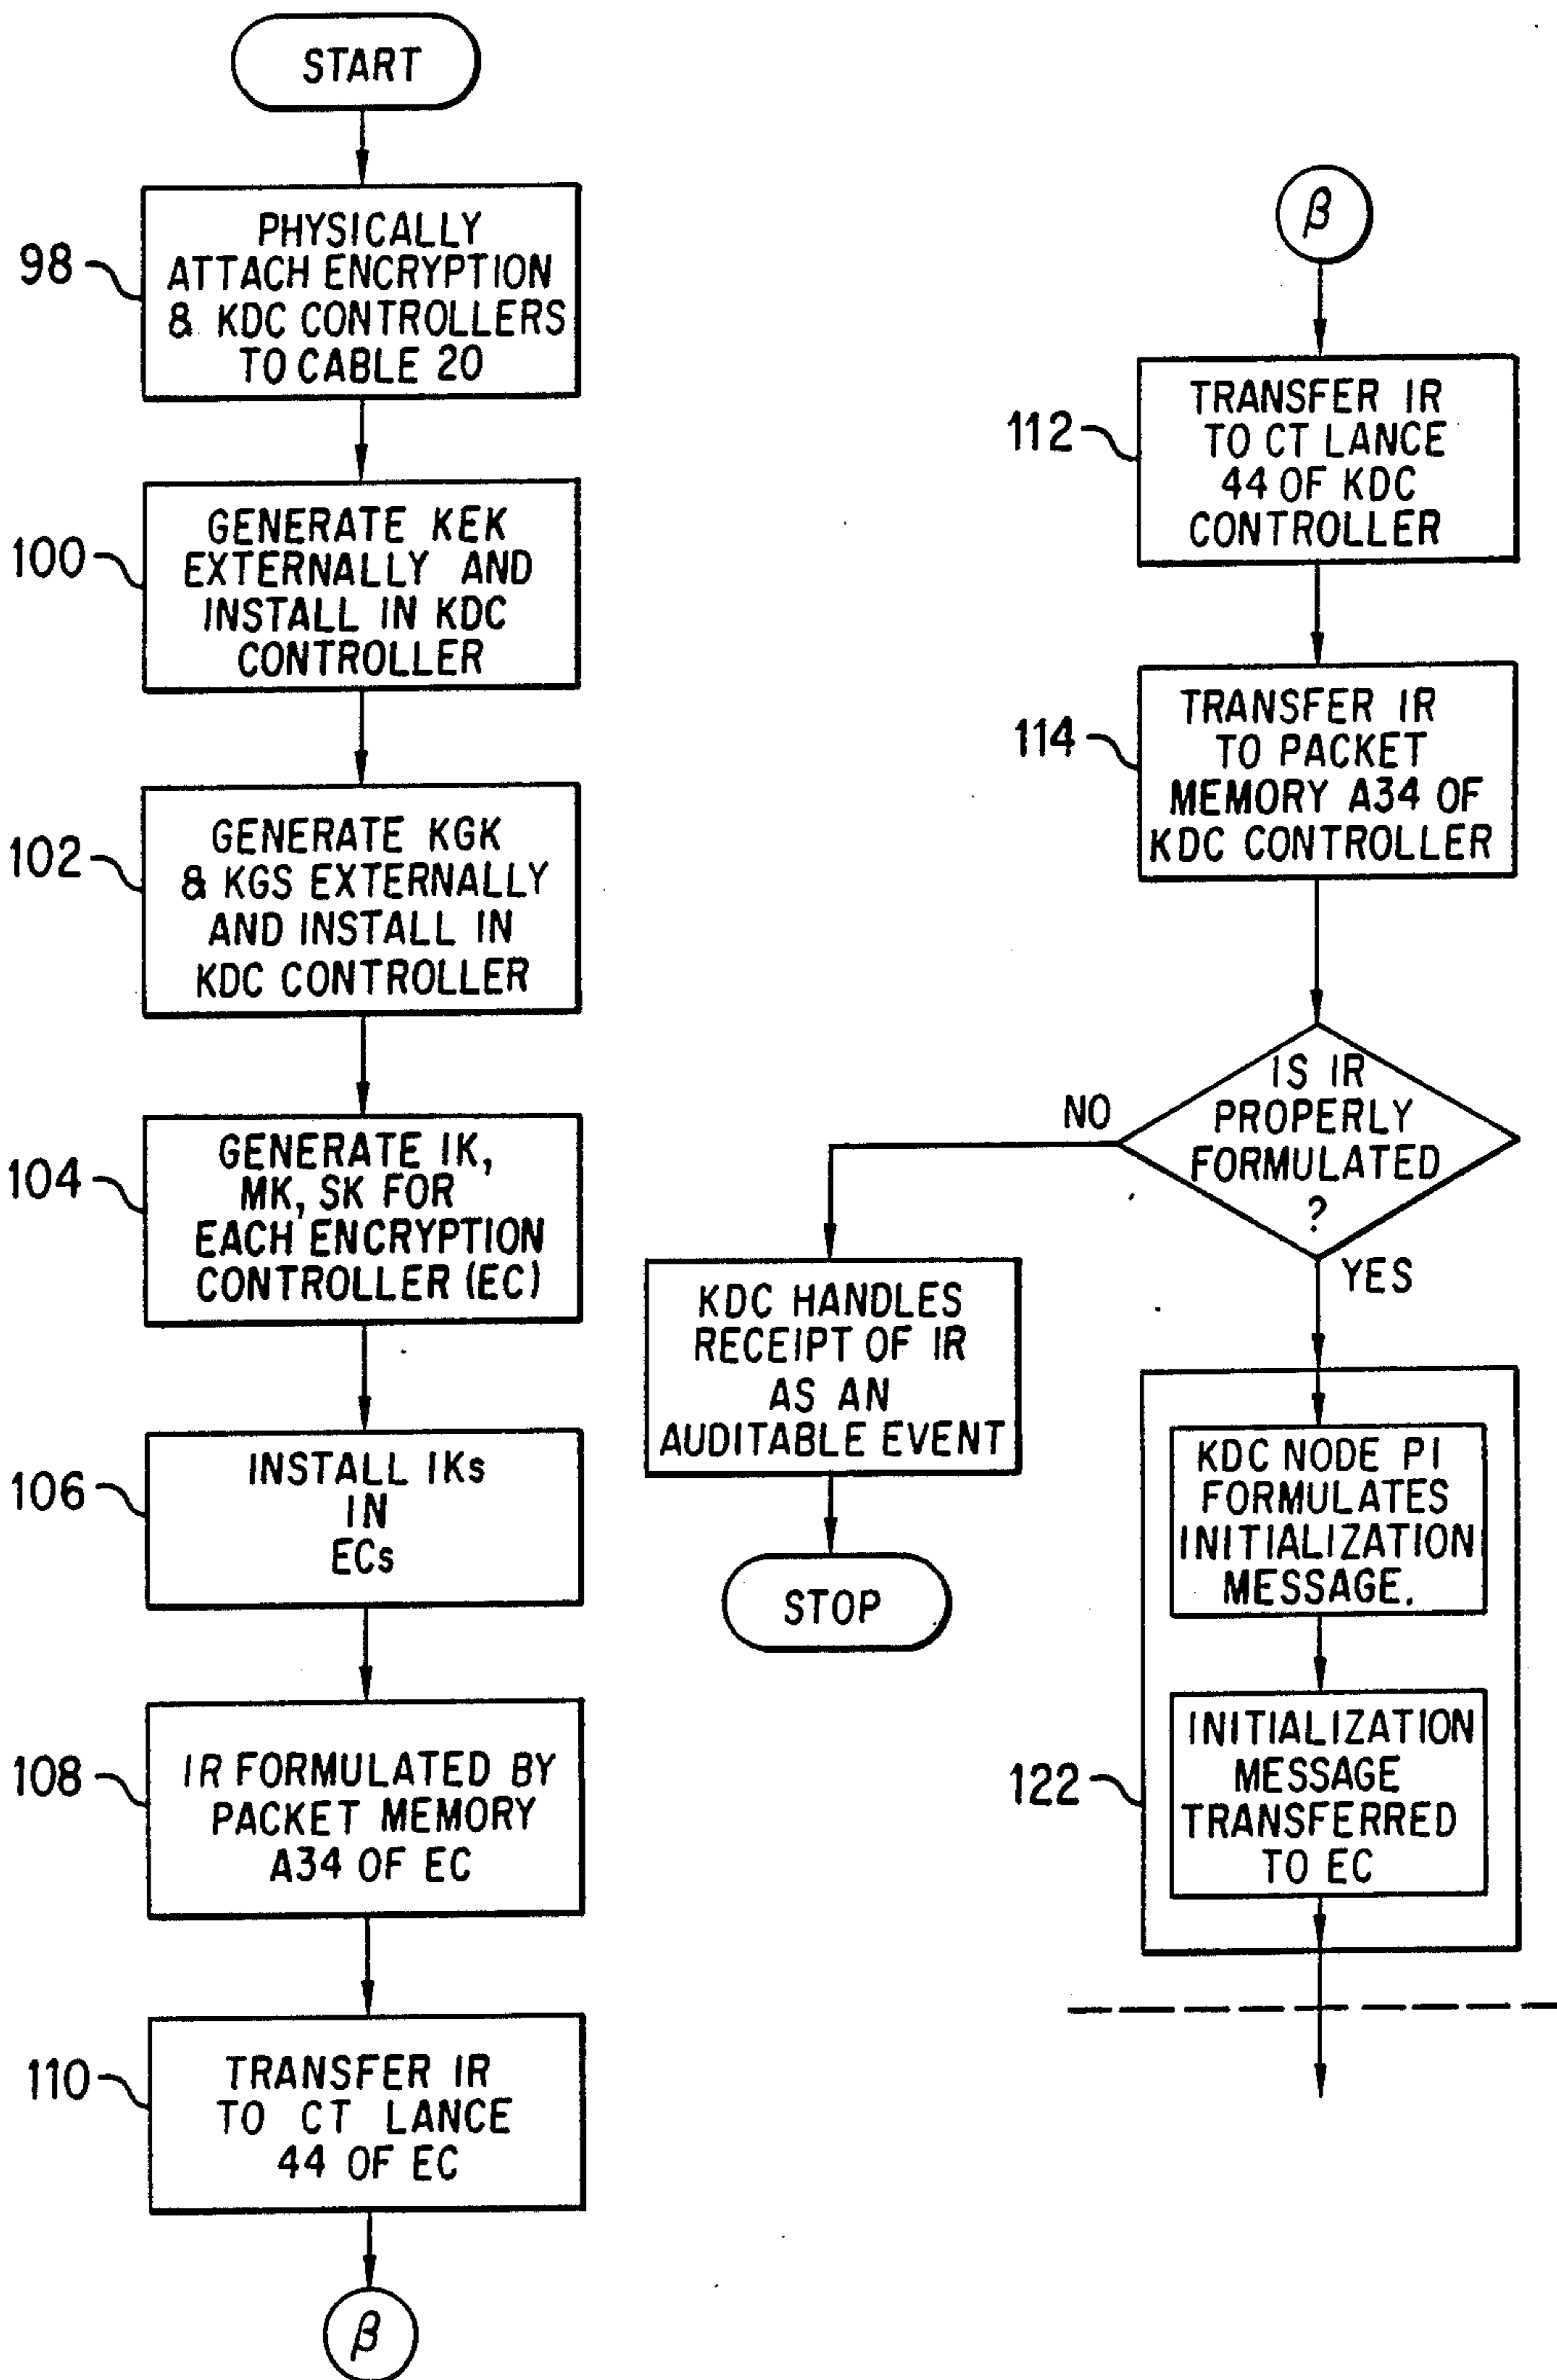 START
98
PHYSICALLY
ATTACH ENCRYPTION
& KDC CONTROLLERS
TO CABLE 20
100
GENERATE KEK
EXTERNALLY AND
INSTALL IN KDC
CONTROLLER
102
GENERATE KGK
& KGS EXTERNALLY
AND INSTALL IN
KDC CONTROLLER
104
GENERATE IK,
MK, SK FOR
EACH ENCRYPTION
CONTROLLER (EC)
106
INSTALL IKs
IN
ECs
108
IR FORMULATED BY
PACKET MEMORY
A34 OF EC
110
TRANSFER IR
TO CT LANCE
44 OF EC
β
β
112
TRANSFER IR
TO CT LANCE
44 OF KDC
CONTROLLER
114
TRANSFER IR
TO PACKET
MEMORY A34 OF
KDC CONTROLLER
IS IR
PROPERLY
FORMULATED
?
NO
YES
KDC HANDLES
RECEIPT OF IR
AS AN
AUDITABLE EVENT
STOP
KDC NODE PI
FORMULATES
INITIALIZATION
MESSAGE.
122
INITIALIZATION
MESSAGE
TRANSFERRED
TO EC